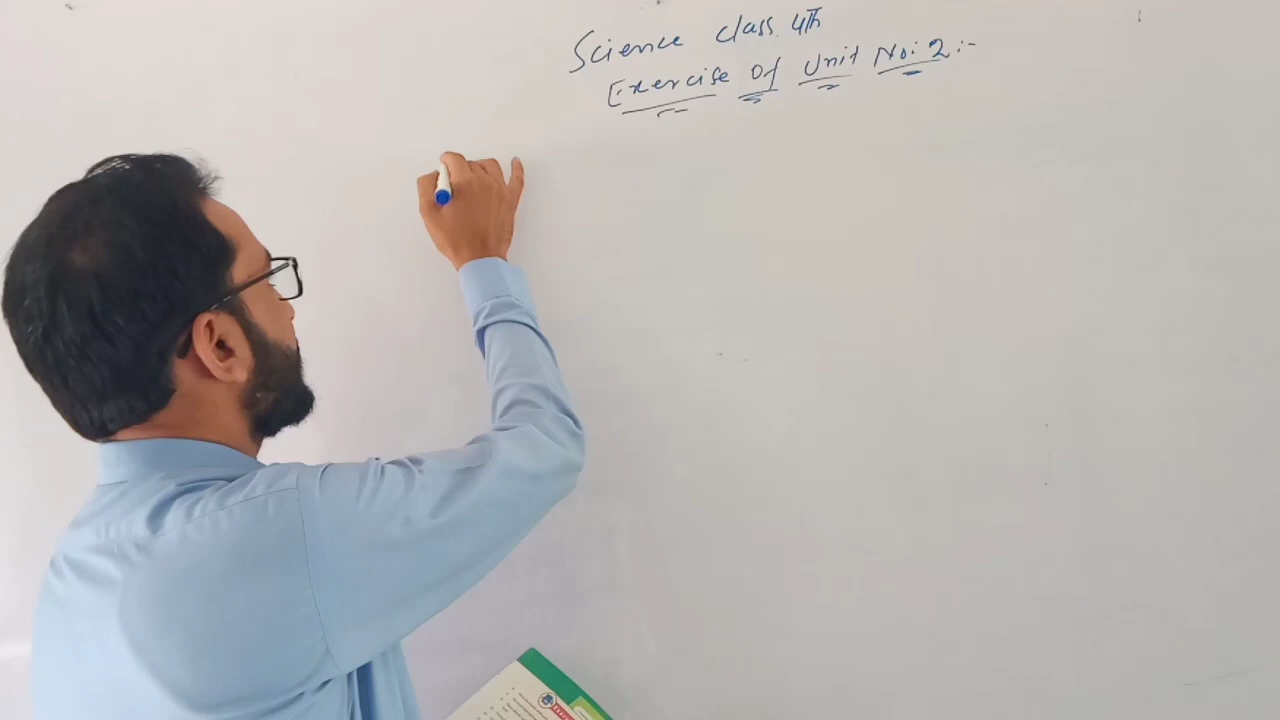 Science class. 4th
Exercise Of Unit No: 2 :-